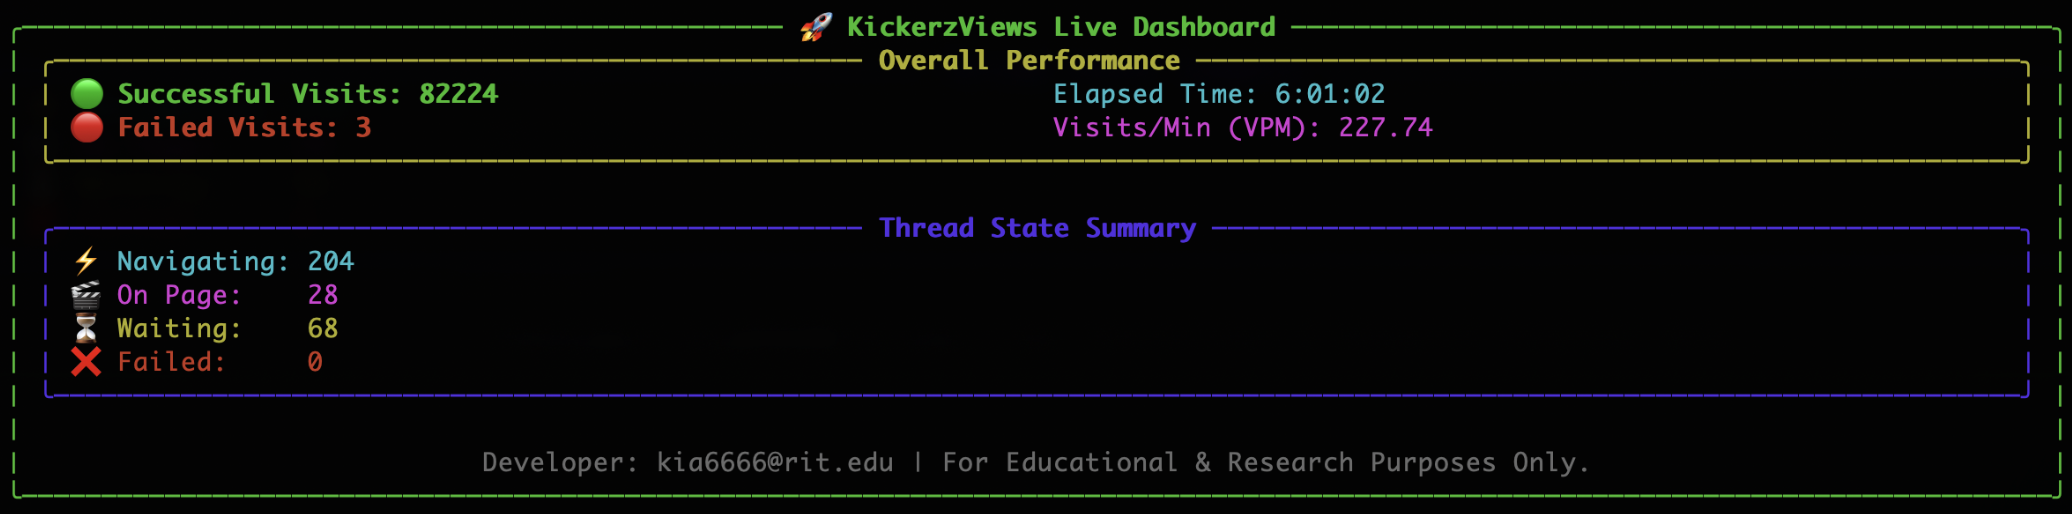 🚀 KickerzViews Live Dashboard
Overall Performance
🟢 Successful Visits: 82224 Elapsed Time: 6:01:02
🔴 Failed Visits: 3 Visits/Min (VPM): 227.74
Thread State Summary
⚡ Navigating: 204
🎬 On Page: 28
⏳ Waiting: 68
❌ Failed: 0
Developer: kia6666@rit.edu | For Educational & Research Purposes Only.